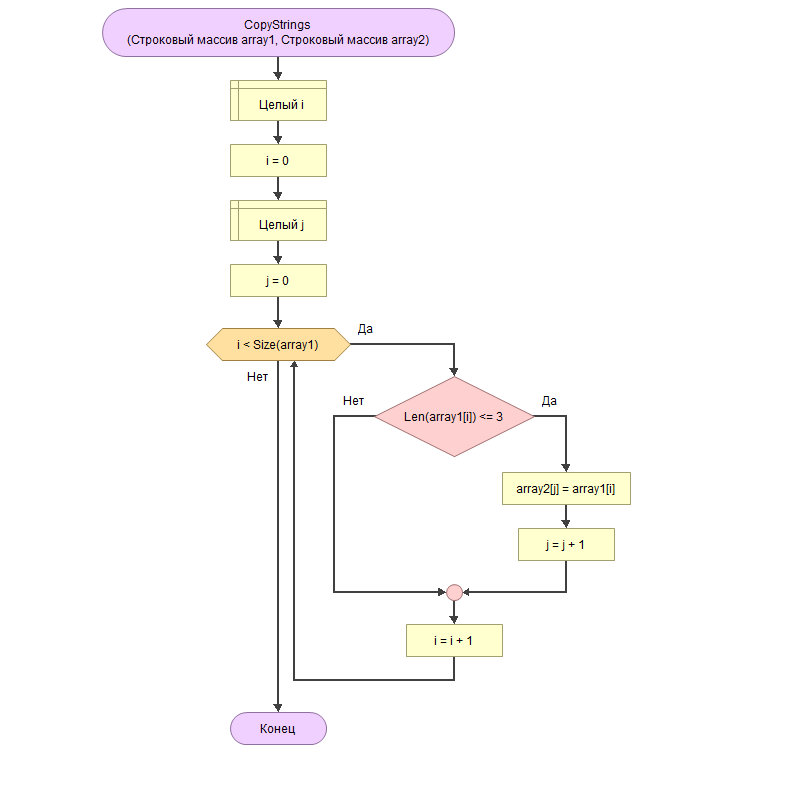 CopyStrings
(Строковый массив array1, Строковый массив array2)
Целый i
i = 0
Целый j
j = 0
i < Size(array1)
Да
Нет
Len(array1[i]) <= 3
Нет
Да
array2[j] = array1[i]
j = j + 1
i = i + 1
Конец